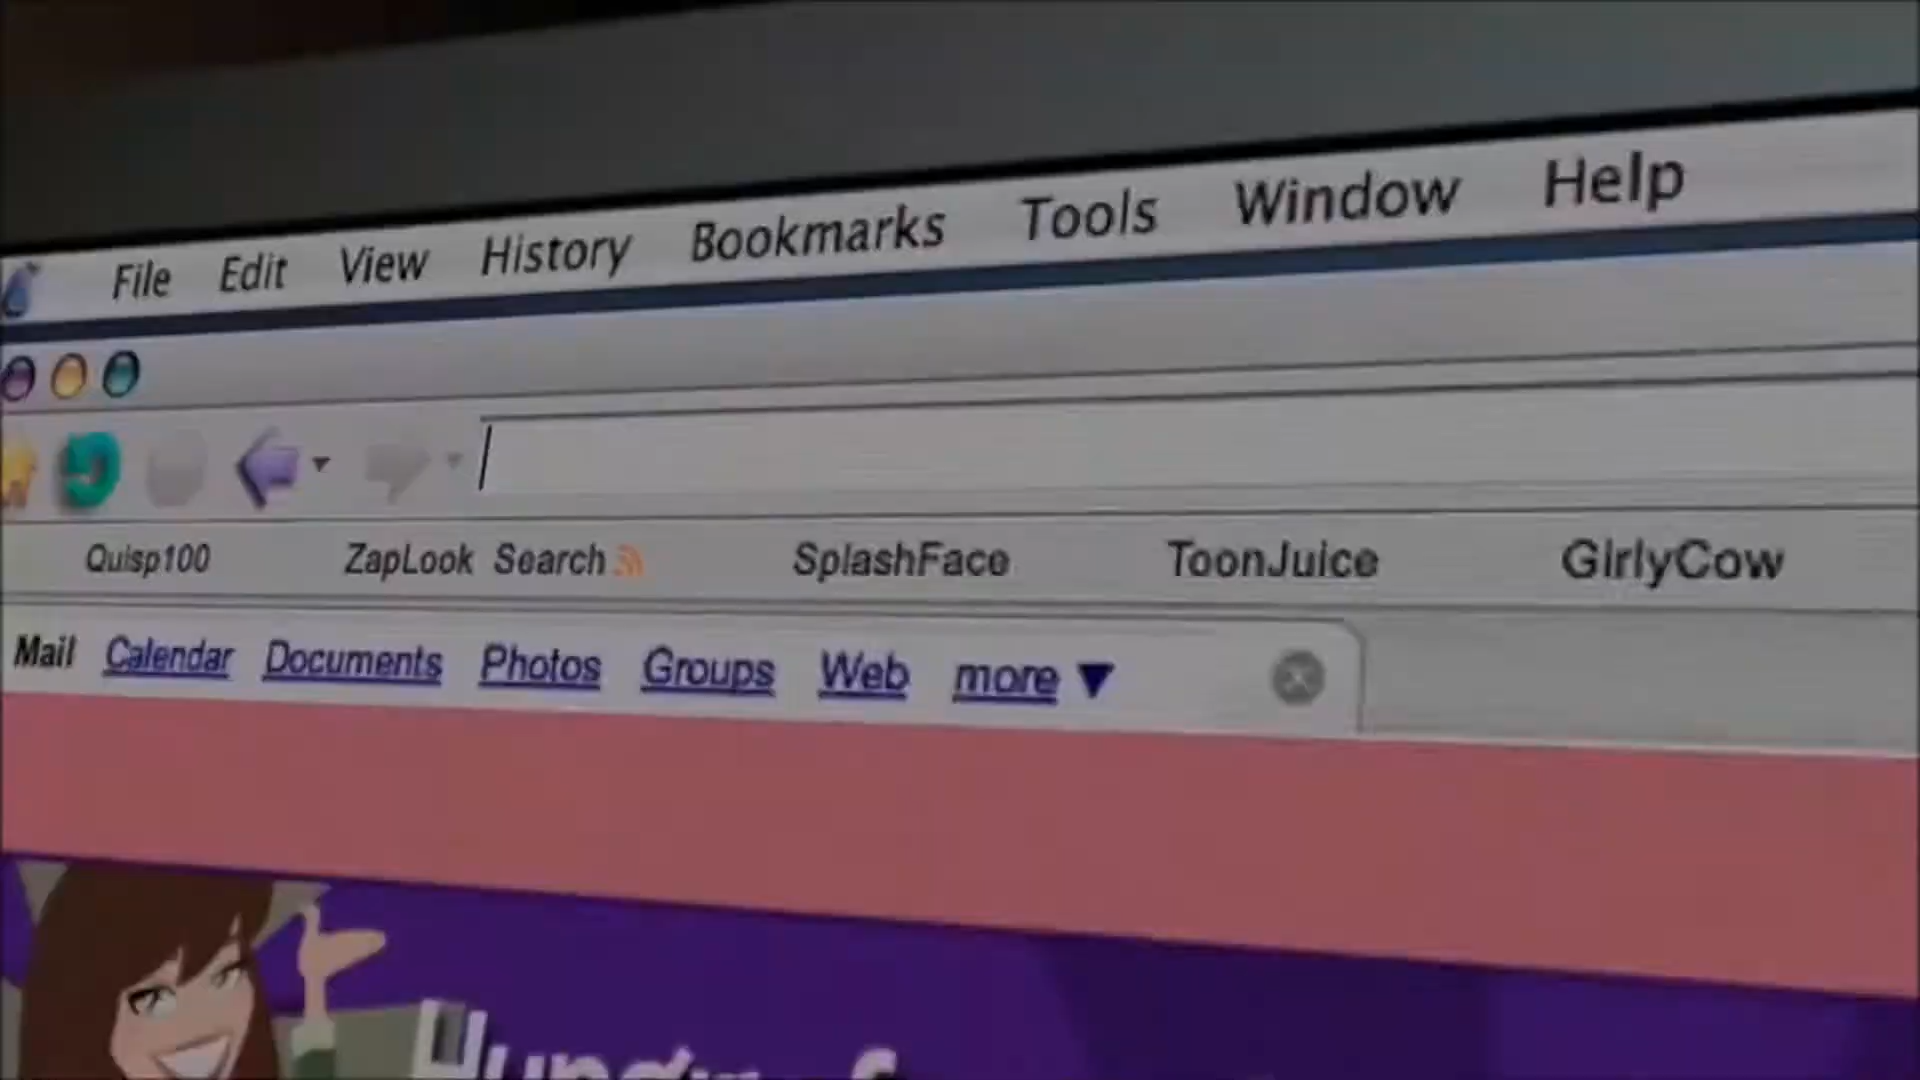 File Edit View History Bookmarks Tools Window Help
Quisp100 ZapLook Search SplashFace ToonJuice GirlyCow
Mail Calendar Documents Photos Groups Web more